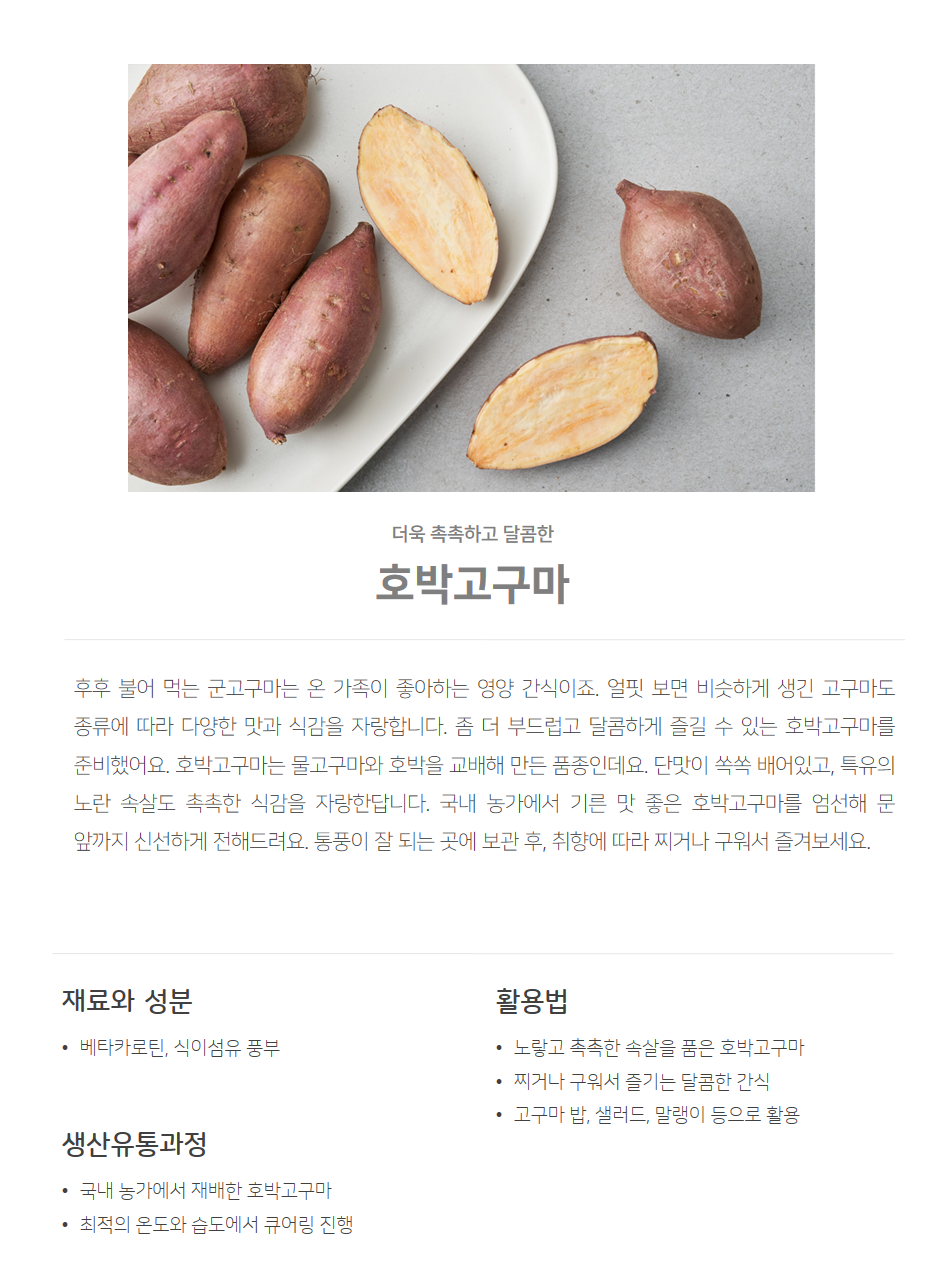 더욱 촉촉하고 달콤한
호박고구마
후후 불어 먹는 군고구마는 온 가족이 좋아하는 영양 간식이죠. 얼핏 보면 비슷하게 생긴 고구마도
종류에 따라 다양한 맛과 식감을 자랑합니다. 좀 더 부드럽고 달콤하게 즐길 수 있는 호박고구마를
준비했어요. 호박고구마는 물고구마와 호박을 교배해 만든 품종인데요. 단맛이 쏙쏙 배어있고, 특유의
노란 속살도 촉촉한 식감을 자랑한답니다. 국내 농가에서 기른 맛 좋은 호박고구마를 엄선해 문
앞까지 신선하게 전해드려요. 통풍이 잘 되는 곳에 보관 후, 취향에 따라 찌거나 구워서 즐겨보세요.
재료와 성분
• 베타카로틴, 식이섬유 풍부
생산유통과정
• 국내 농가에서 재배한 호박고구마
• 최적의 온도와 습도에서 큐어링 진행
활용법
• 노랗고 촉촉한 속살을 품은 호박고구마
• 찌거나 구워서 즐기는 달콤한 간식
• 고구마 밥, 샐러드, 말랭이 등으로 활용